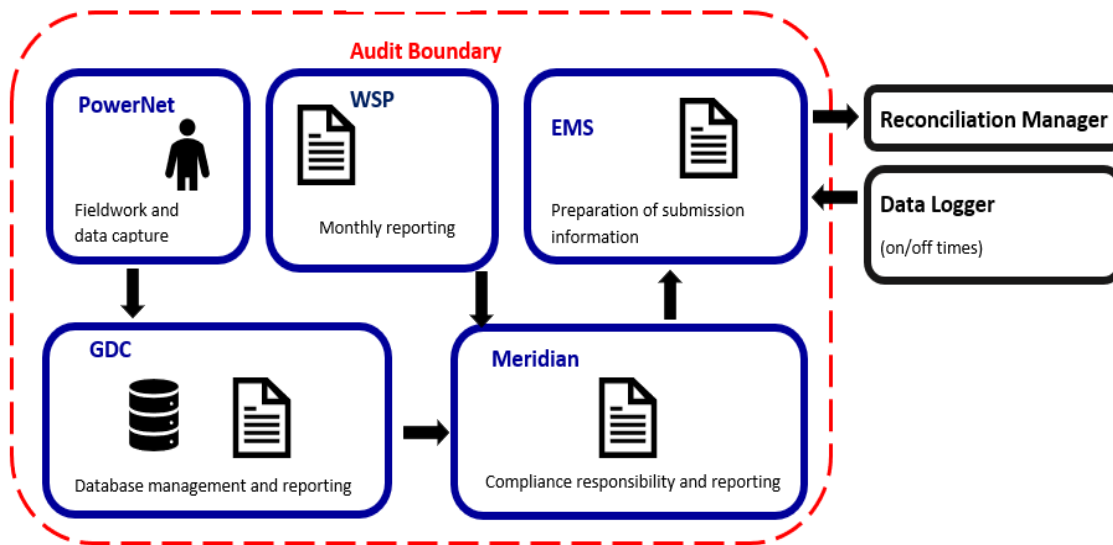 Audit Boundary
PowerNet
Fieldwork and
data capture
WSP
Monthly reporting
EMS
Preparation of submission
information
Reconciliation Manager
Data Logger
(on/off times)
GDC
Database management and reporting
Meridian
Compliance responsibility and reporting